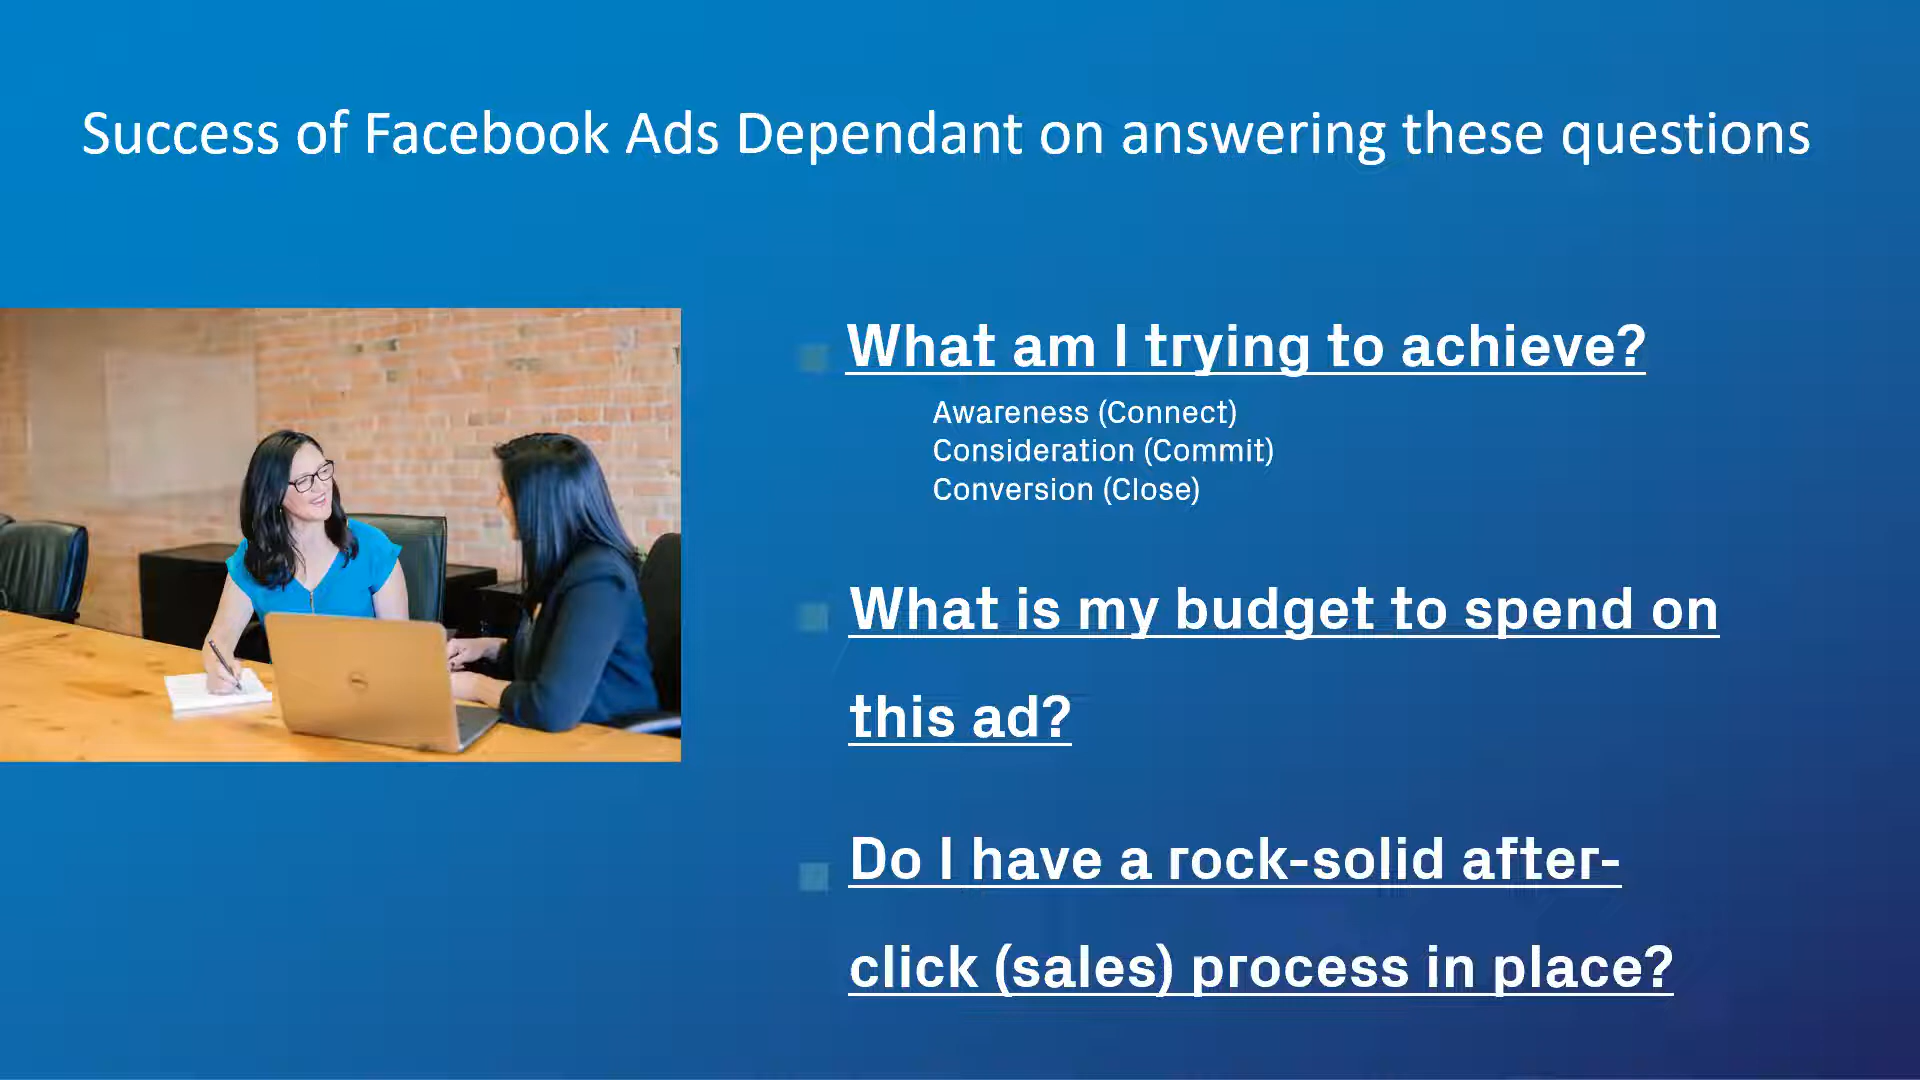 Success of Facebook Ads Dependant on answering these questions
What am I trying to achieve?
Awareness (Connect)
Consideration (Commit)
Conversion (Close)
What is my budget to spend on
this ad?
Do I have a rock-solid after-
click (sales) process in place?